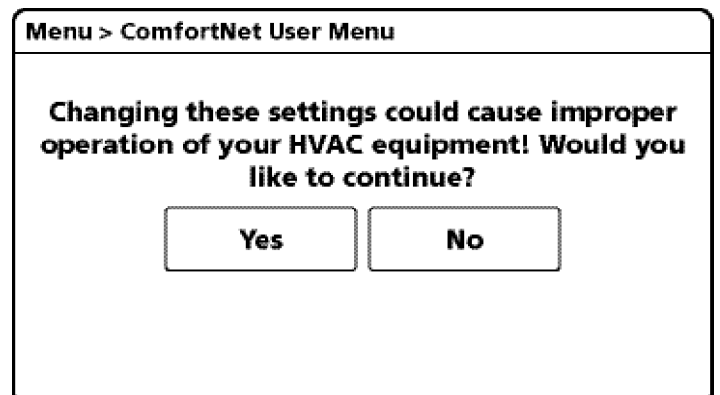 Menu > ComfortNet User Menu
Changing these settings could cause improper
operation of your HVAC equipment! Would you
like to continue?
Yes No